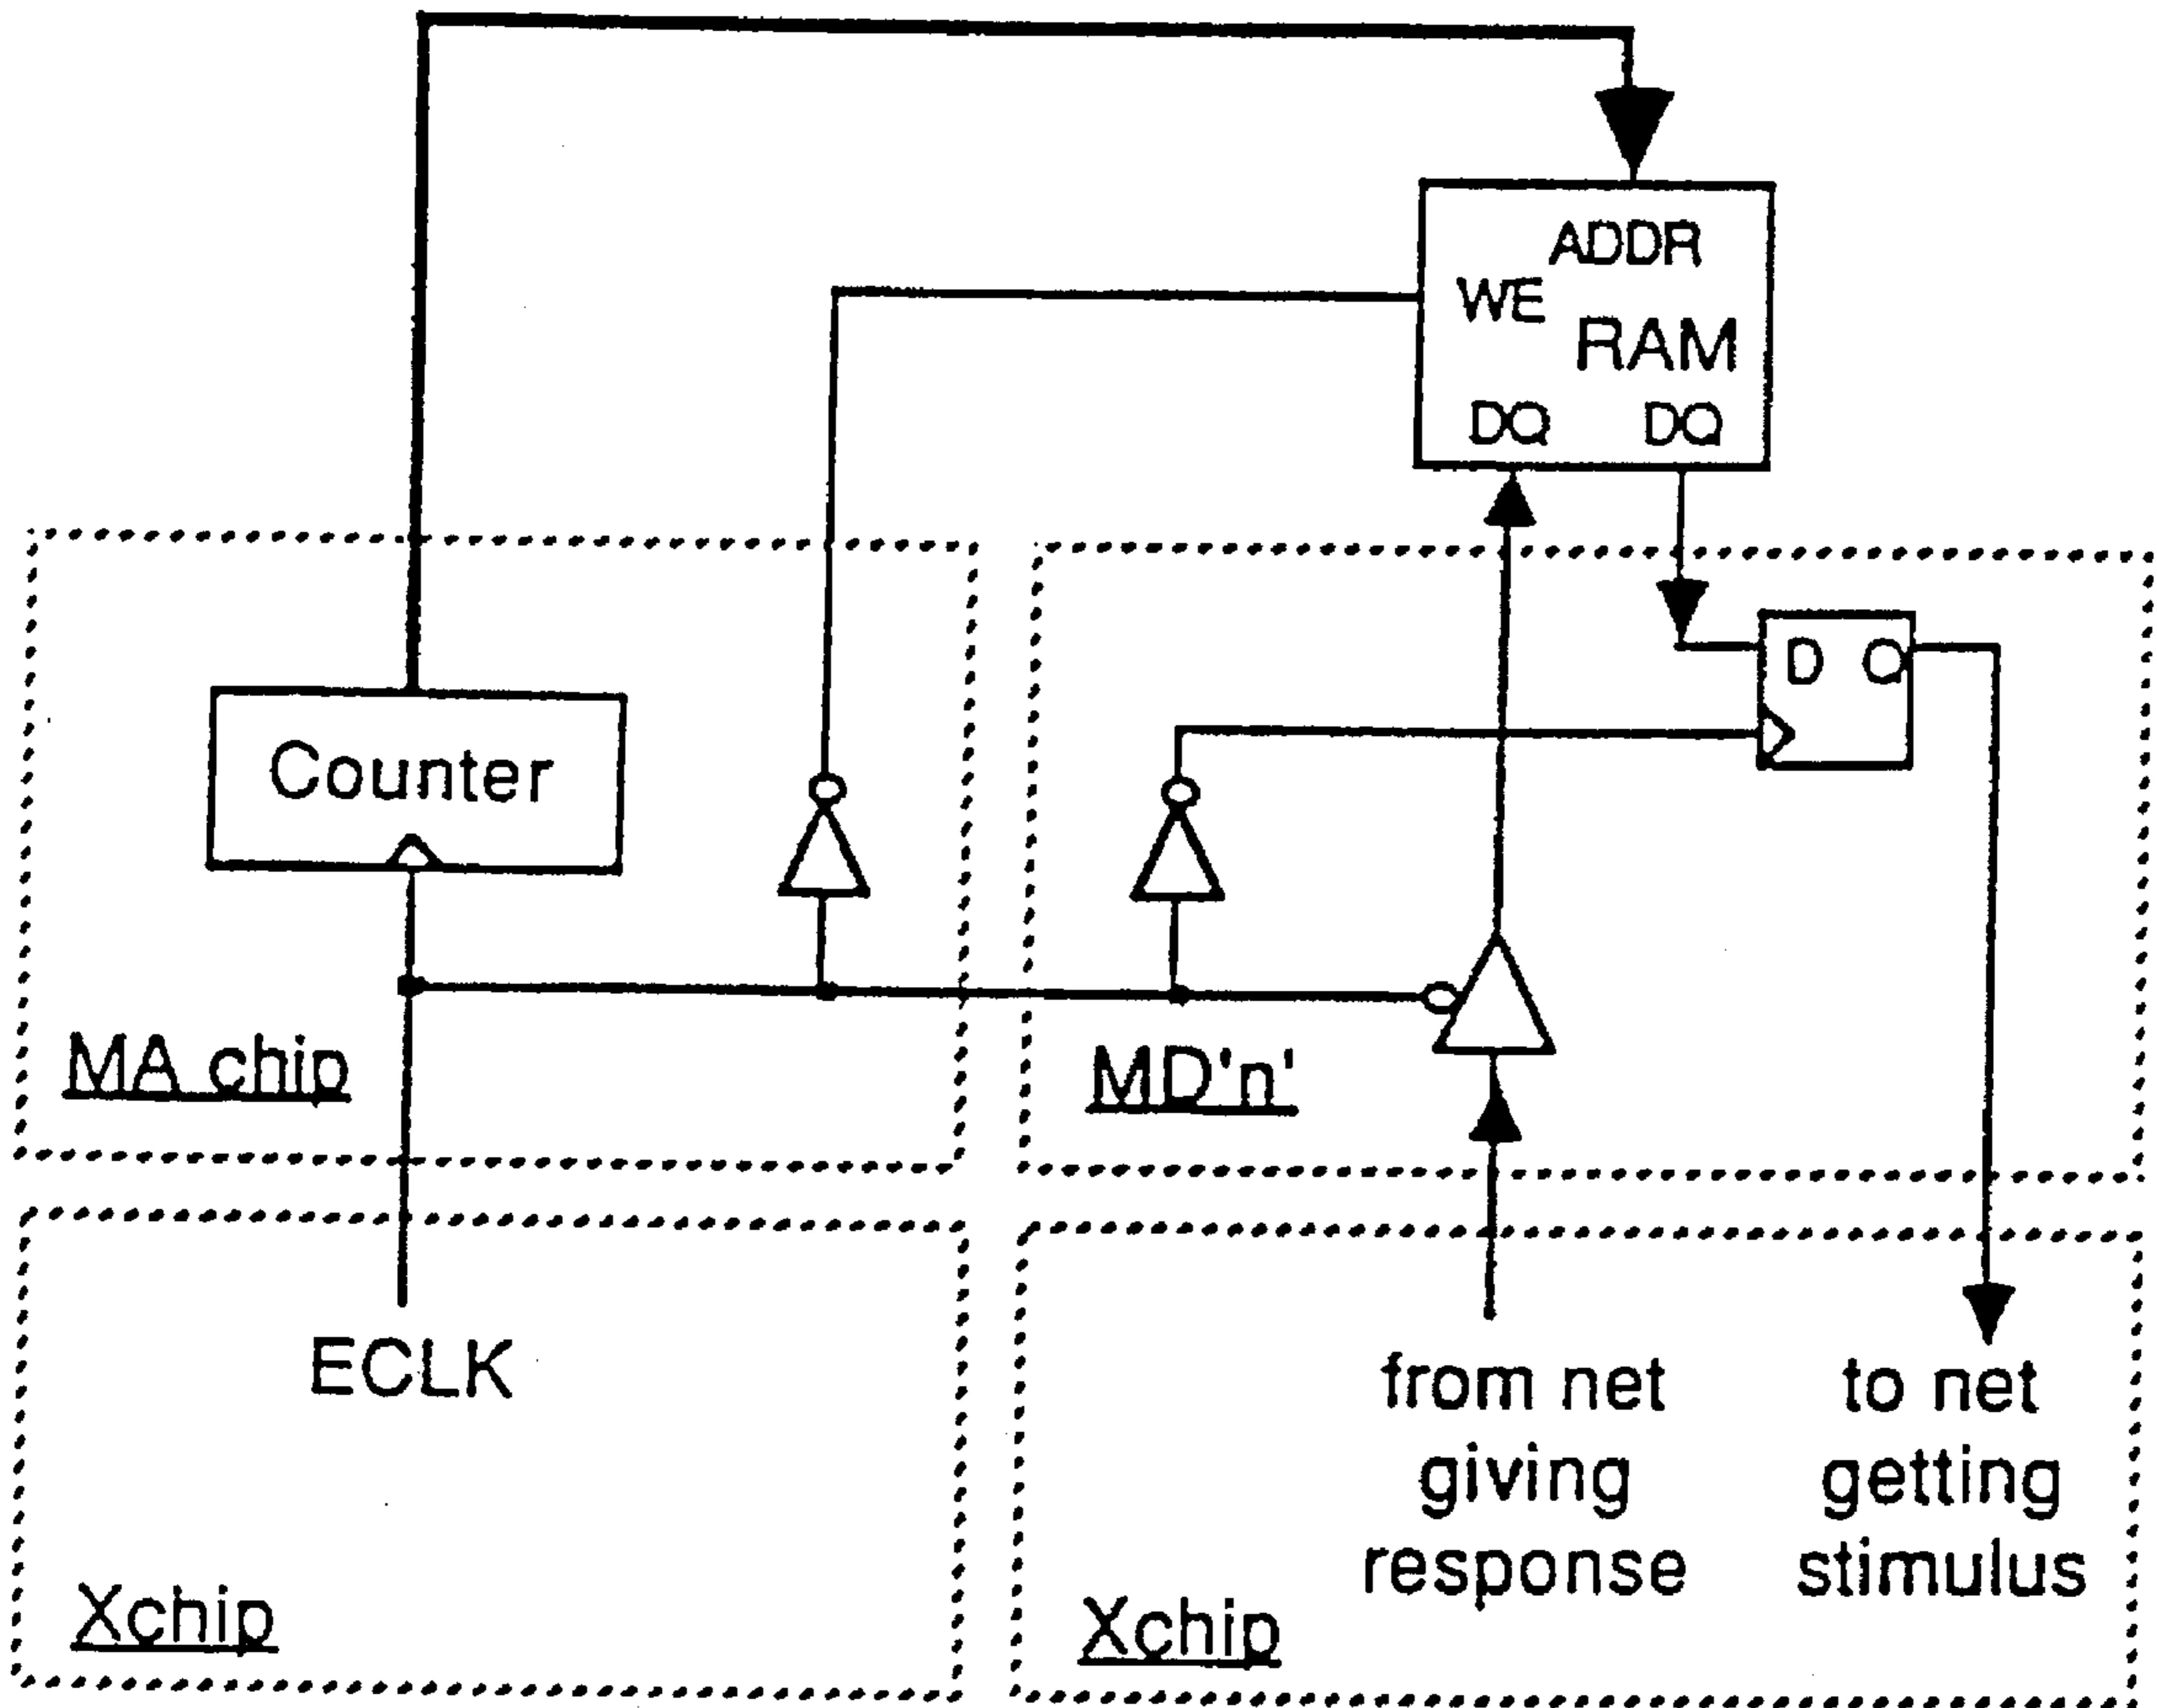 ADDR
WE
RAM
DQ DQ
D Q
Counter
MA chip
MD'n'
ECLK
from net
giving
response
to net
getting
stimulus
Xchip
Xchip